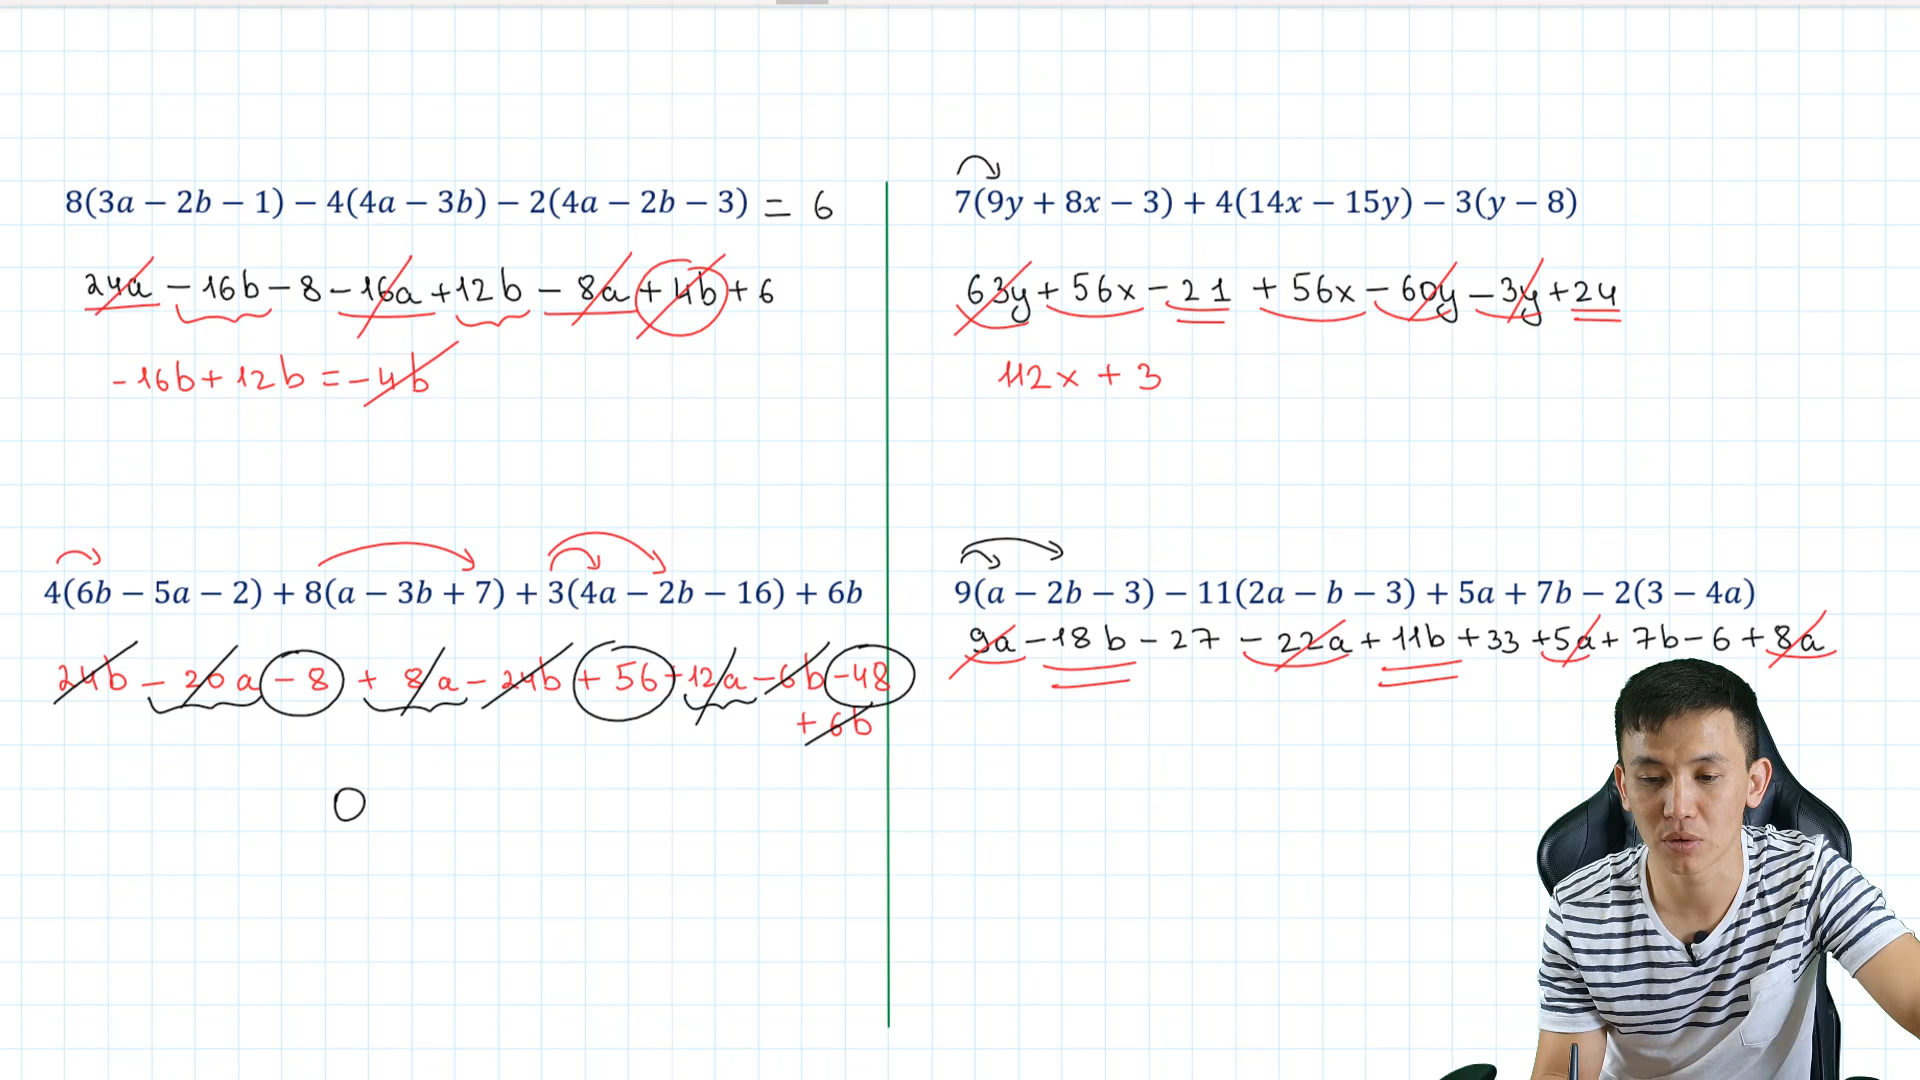 8(3a − 2b − 1) − 4(4a − 3b) − 2(4a − 2b − 3) = 6
24a − 16b − 8 − 16a + 12b − 8a + 4b + 6
-16b + 12b = -4b
7(9y + 8x − 3) + 4(14x − 15y) − 3(y − 8)
63y + 56x − 21 + 56x − 60y − 3y + 24
112x + 3
4(6b − 5a − 2) + 8(a − 3b + 7) + 3(4a − 2b − 16) + 6b
24b − 20a − 8 + 8a − 24b + 56 + 12a − 6b − 48
+ 6b
0
9(a − 2b − 3) − 11(2a − b − 3) + 5a + 7b − 2(3 − 4a)
9a − 18b − 27 − 22a + 11b + 33 + 5a + 7b − 6 + 8a